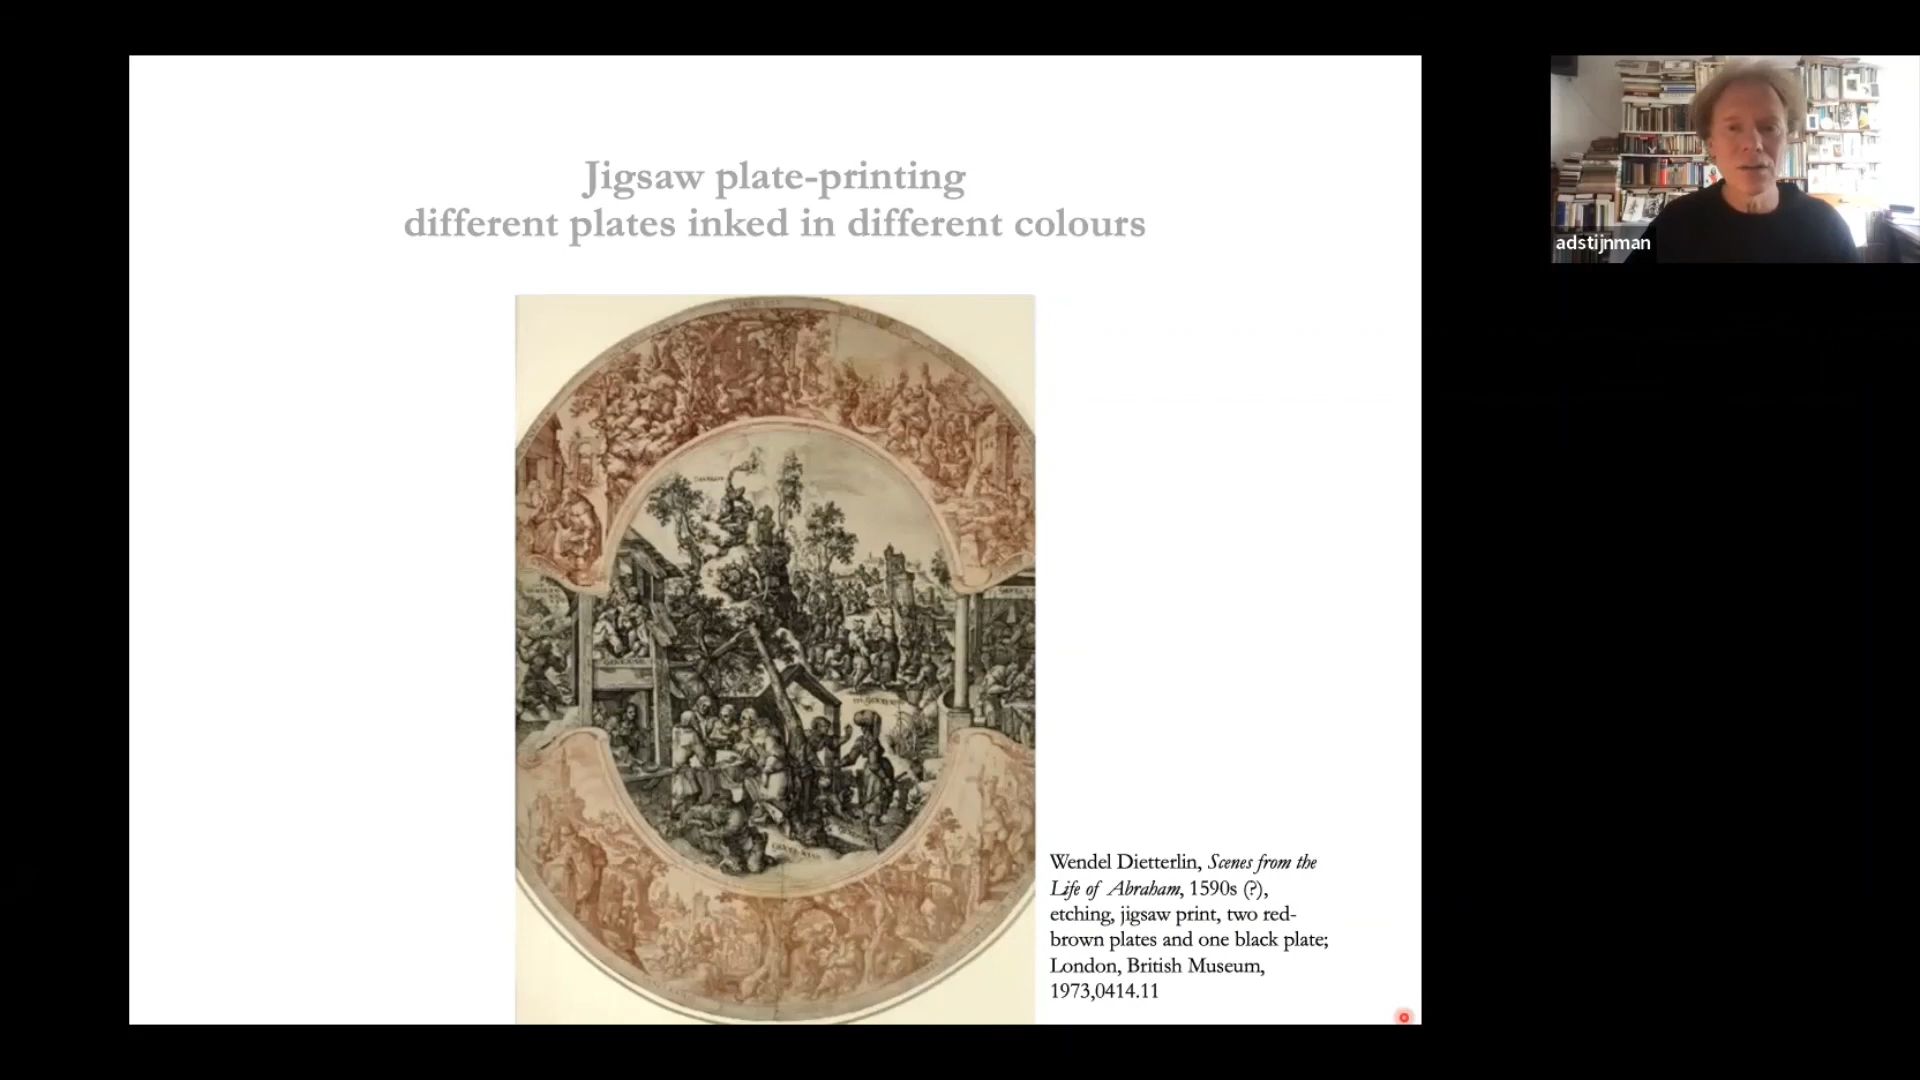 Jigsaw plate-printing
different plates inked in different colours
adstijnman
Wendel Dietterlin, Scenes from the
Life of Abraham, 1590s (?),
etching, jigsaw print, two red-
brown plates and one black plate;
London, British Museum,
1973,0414.11